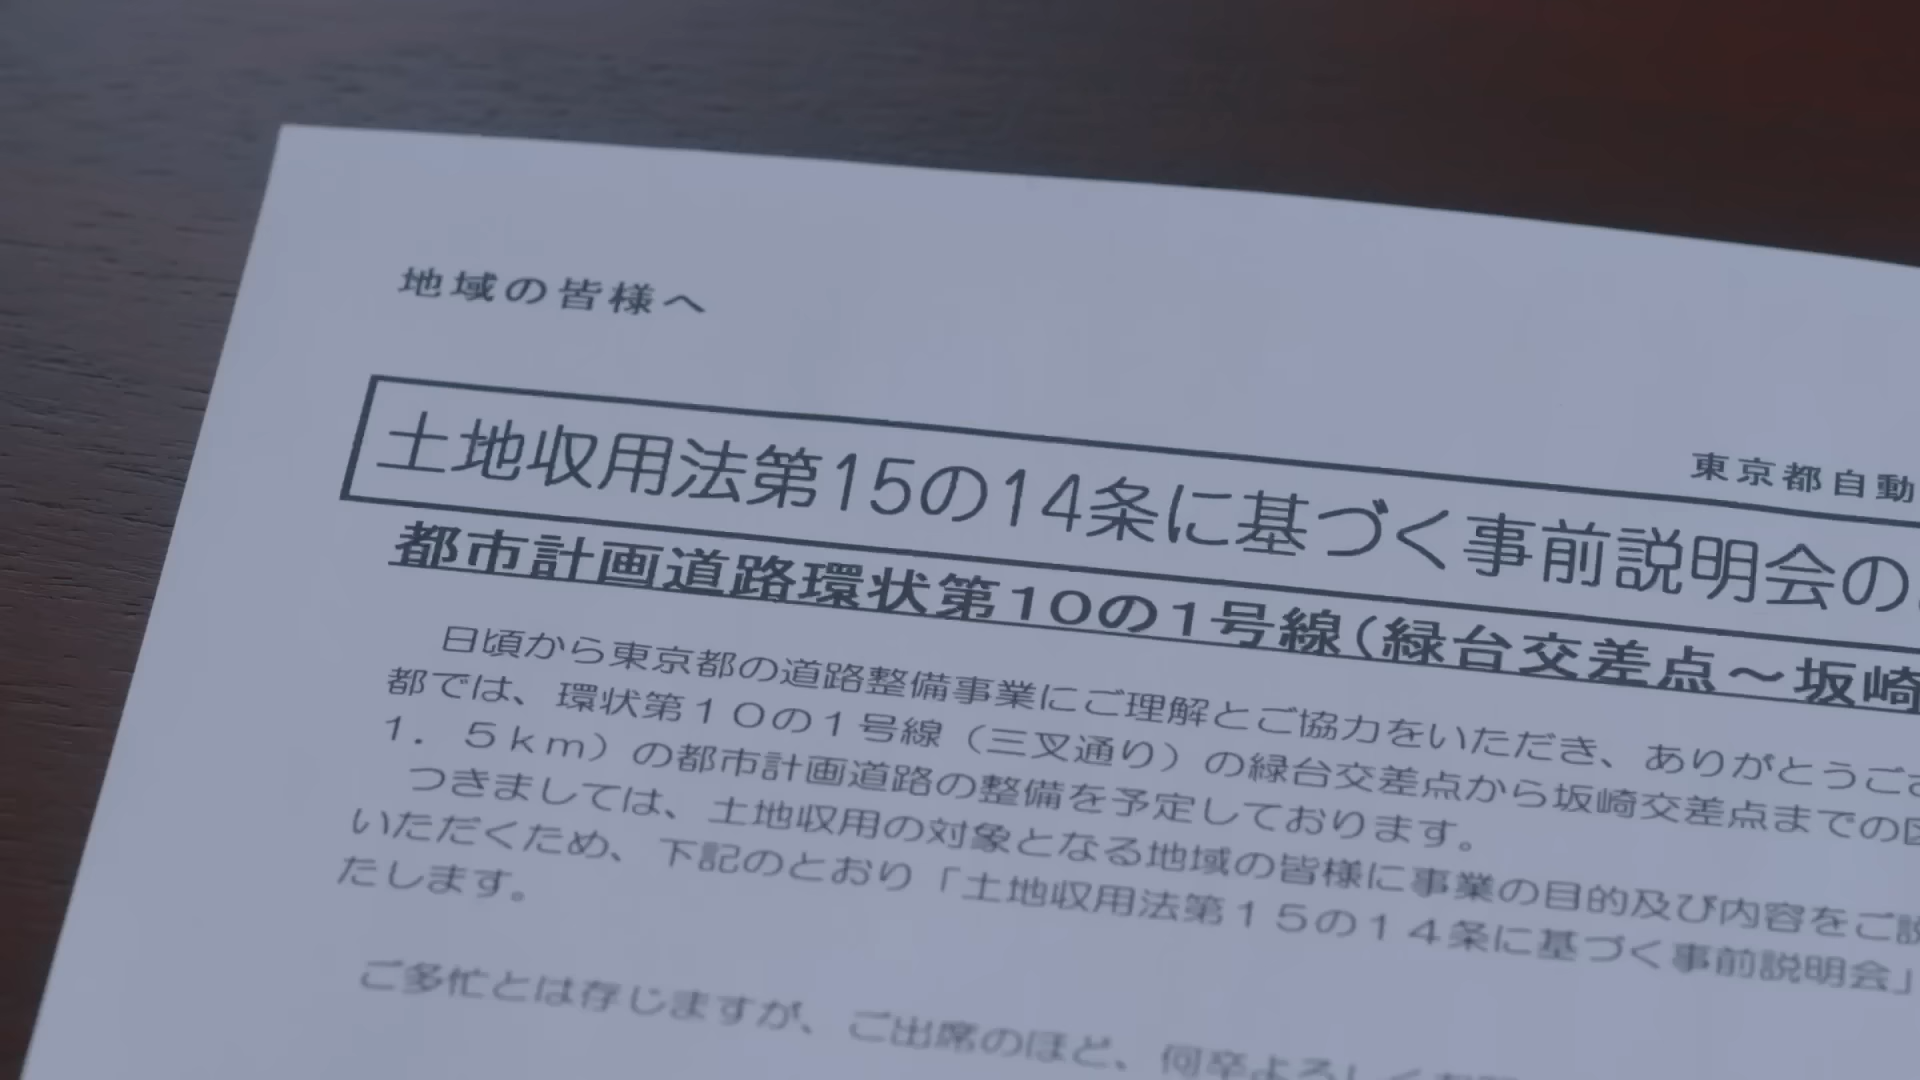 地域の皆様へ
東京都自動
土地収用法第15の14条に基づく事前説明会の
都市計画道路環状第10の1号線(緑台交差点～坂崎
日頃から東京都の道路整備事業にご理解とご協力をいただき、ありがとうござ
都では、環状第10の1号線（三叉通り）の緑台交差点から坂崎交差点までの区
1．5km）の都市計画道路の整備を予定しております。
つきましては、土地収用の対象となる地域の皆様に事業の目的及び内容をご説
いただくため、下記のとおり「土地収用法第15の14条に基づく事前説明会」
たします。
ご多忙とは存じますが、ご出席のほど、何卒よろしくお